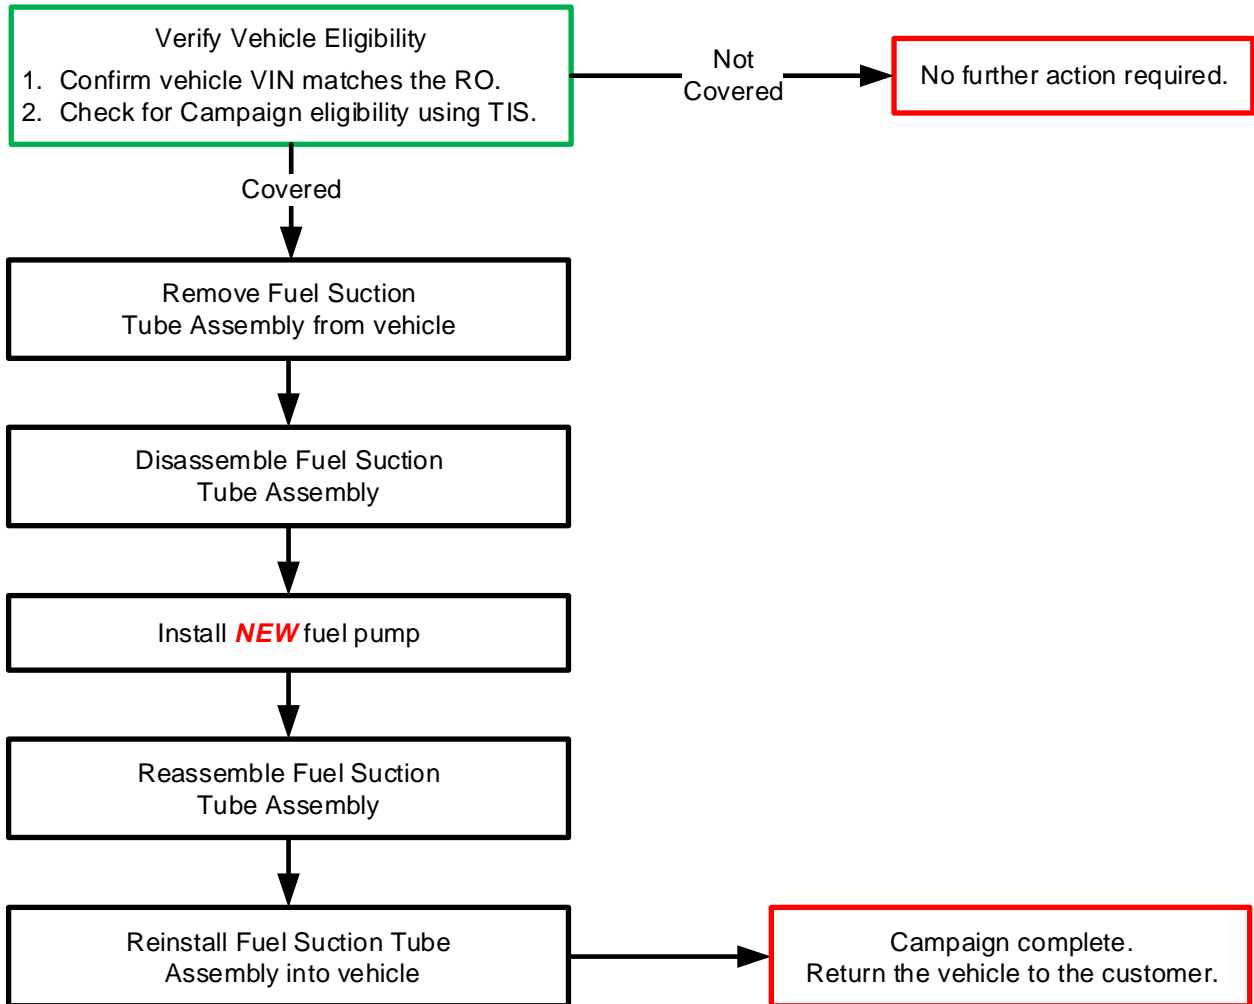 Verify Vehicle Eligibility
1. Confirm vehicle VIN matches the RO.
2. Check for Campaign eligibility using TIS.
Not
Covered
No further action required.
Covered
Remove Fuel Suction
Tube Assembly from vehicle
Disassemble Fuel Suction
Tube Assembly
Install NEW fuel pump
Reassemble Fuel Suction
Tube Assembly
Reinstall Fuel Suction Tube
Assembly into vehicle
Campaign complete.
Return the vehicle to the customer.